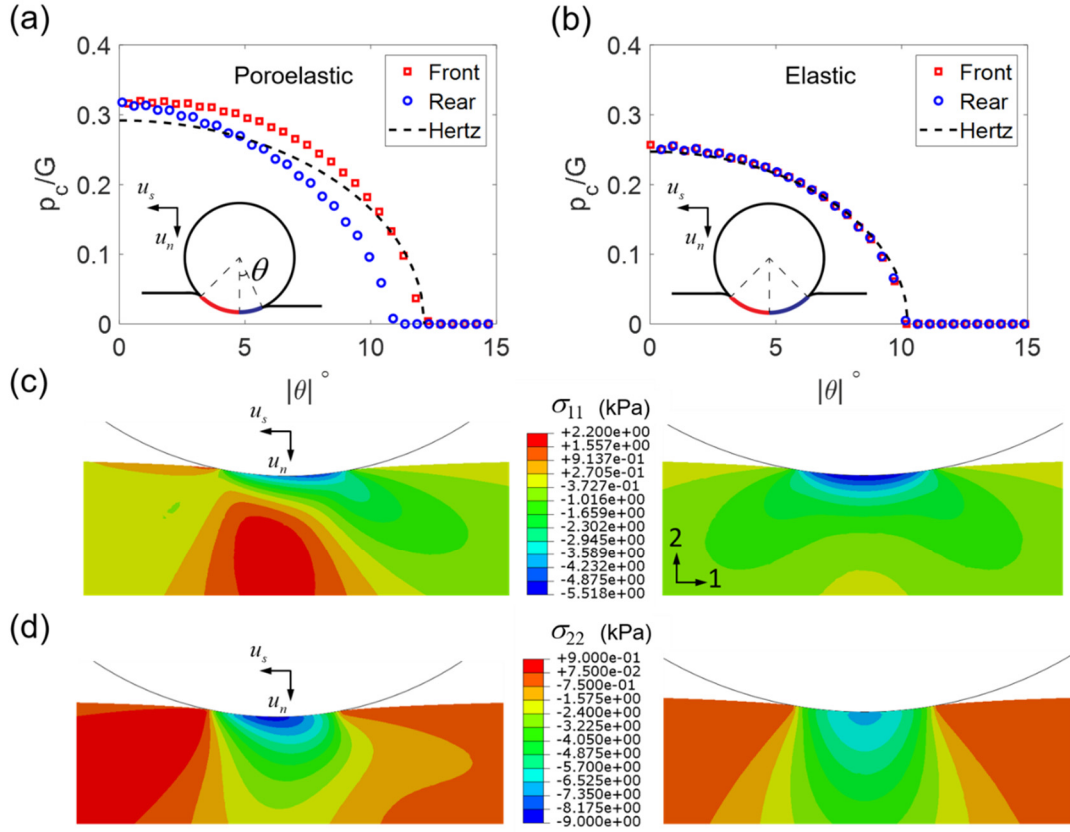 (a)
0.4
0.3
0.2
0.1
0
p_c/G
Poroelastic
Front
Rear
Hertz
u_s
u_n
θ
0
5
10
15
|θ| °
(b)
0.4
0.3
0.2
0.1
0
p_c/G
Elastic
Front
Rear
Hertz
u_s
u_n
0
5
10
15
|θ| °
(c)
u_s
u_n
σ_11 (kPa)
+2.200e+00
+1.557e+00
+9.137e-01
+2.705e-01
-3.727e-01
-1.016e+00
-1.659e+00
-2.302e+00
-2.945e+00
-3.589e+00
-4.232e+00
-4.875e+00
-5.518e+00
2
1
(d)
u_s
u_n
σ_22 (kPa)
+9.000e-01
+7.500e-02
-7.500e-01
-1.575e+00
-2.400e+00
-3.225e+00
-4.050e+00
-4.875e+00
-5.700e+00
-6.525e+00
-7.350e+00
-8.175e+00
-9.000e+00